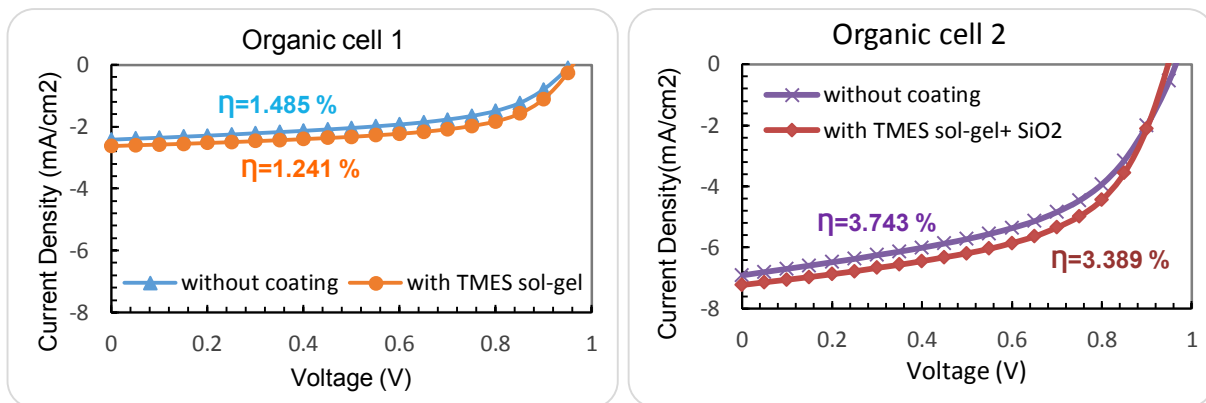 Organic cell 1
Current Density (mA/cm2)
0
-2
-4
-6
-8
Ƞ=1.485 %
Ƞ=1.241 %
without coating
with TMES sol-gel
0
0.2
0.4
0.6
0.8
1
Voltage (V)
Organic cell 2
Current Density(mA/cm2)
0
-2
-4
-6
-8
without coating
with TMES sol-gel+ SiO2
Ƞ=3.743 %
Ƞ=3.389 %
0
0.2
0.4
0.6
0.8
1
Voltage (V)